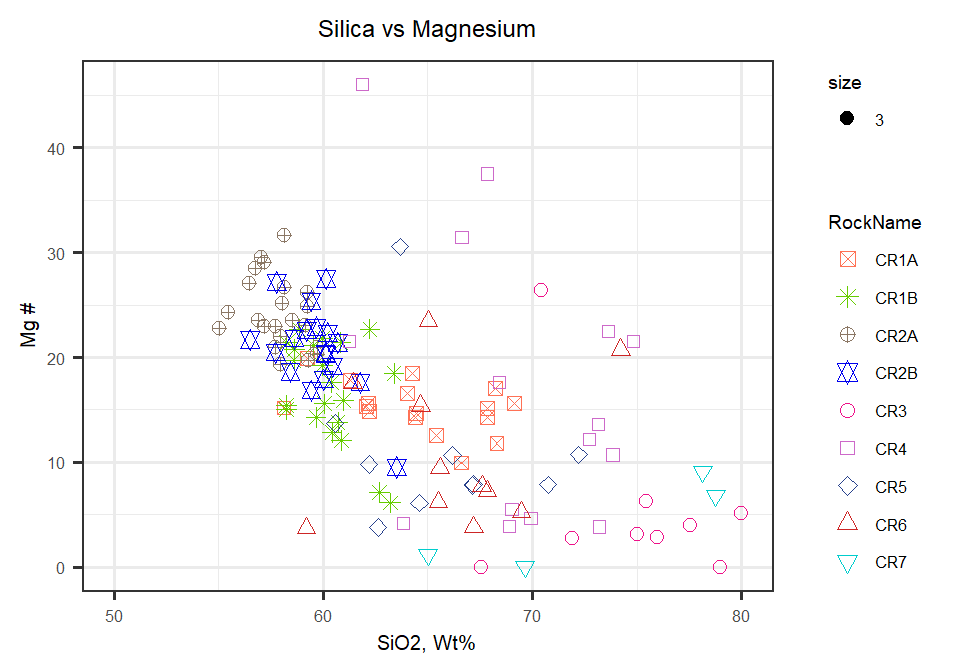 Silica vs Magnesium
Mg #
40
30
20
10
0
50
60
70
80
SiO2, Wt%
size
3
RockName
CR1A
CR1B
CR2A
CR2B
CR3
CR4
CR5
CR6
CR7